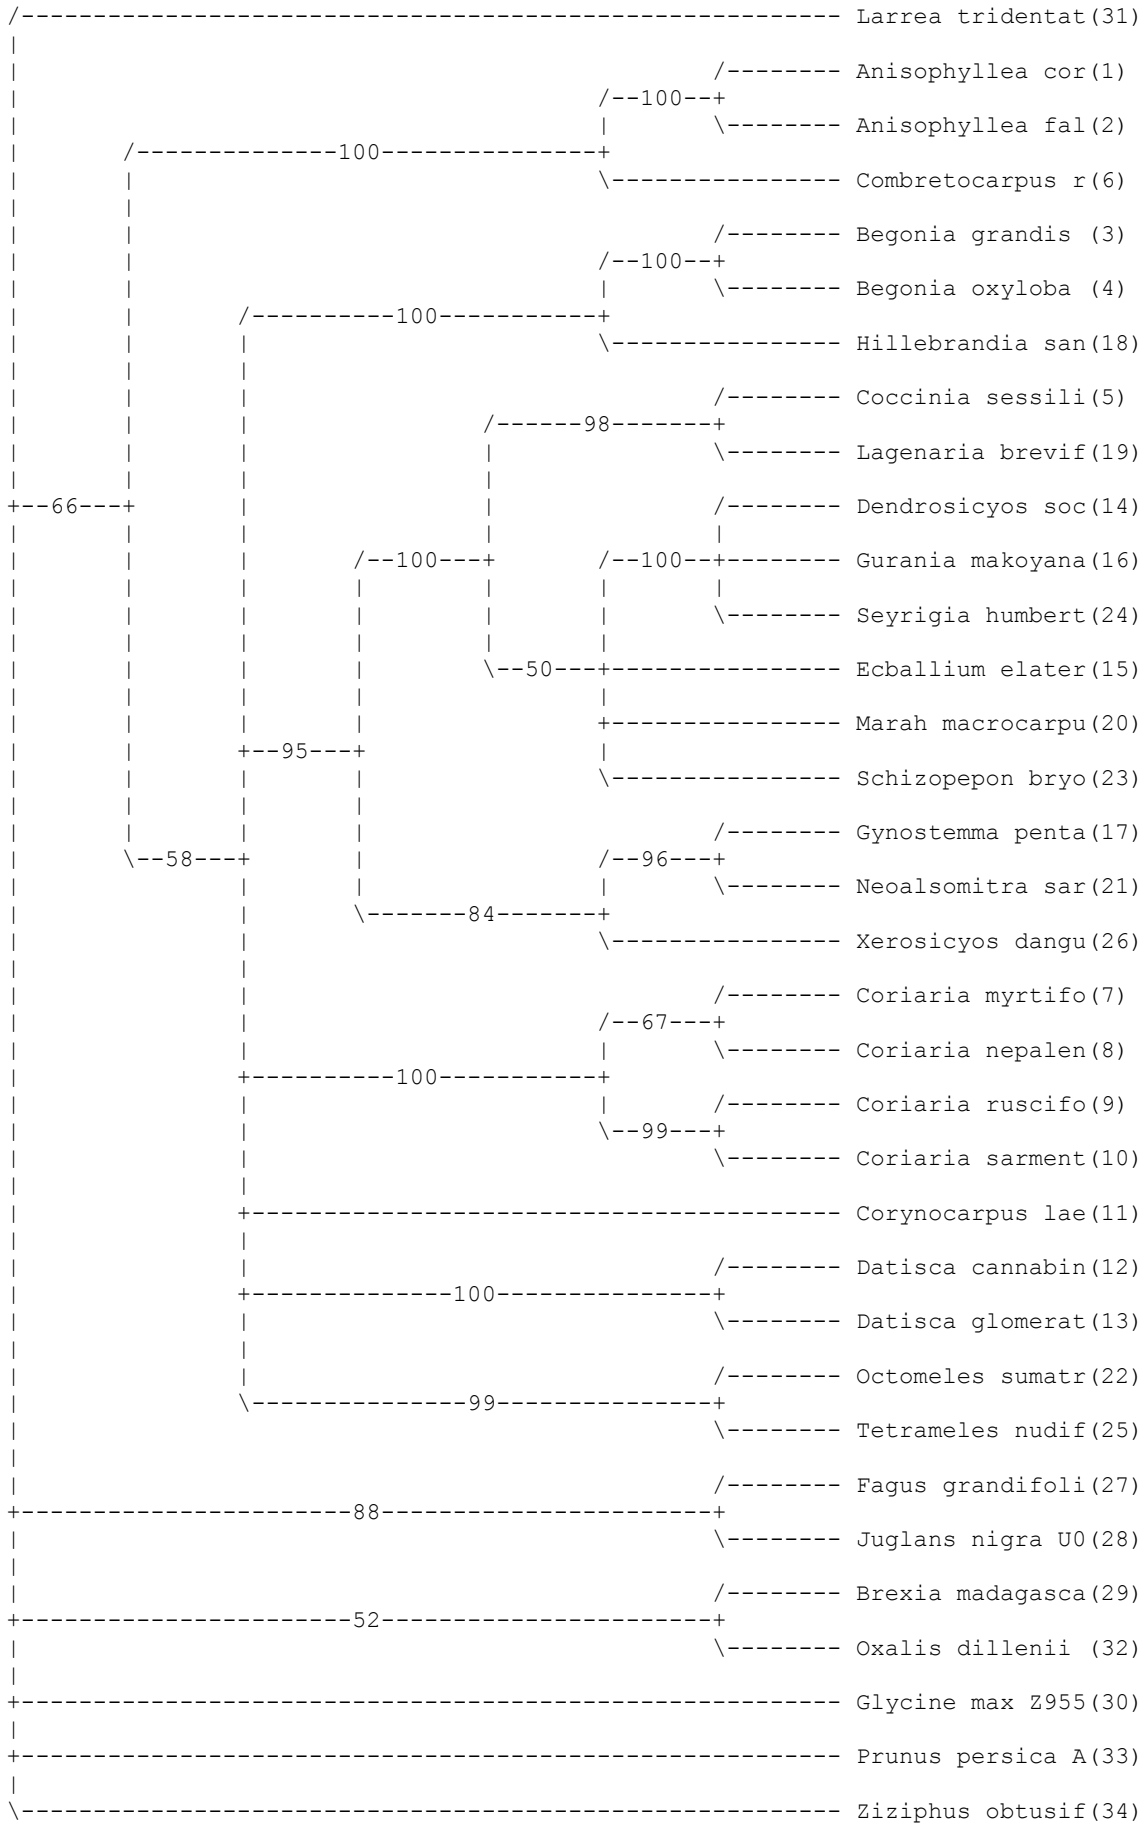 Larrea tridentat(31)
Anisophyllea cor(1)
100
Anisophyllea fal(2)
100
Combretocarpus r(6)
Begonia grandis (3)
100
Begonia oxyloba (4)
100
Hillebrandia san(18)
Coccinia sessili(5)
98
Lagenaria brevif(19)
66 Dendrosicyos soc(14)
100 100 Gurania makoyana(16)
Seyrigia humbert(24)
50 Ecballium elater(15)
Marah macrocarpu(20)
95
Schizopepon bryo(23)
Gynostemma penta(17)
58 96
Neoalsomitra sar(21)
84
Xerosicyos dangu(26)
Coriaria myrtifo(7)
67
Coriaria nepalen(8)
100
Coriaria ruscifo(9)
99
Coriaria sarment(10)
Corynocarpus lae(11)
Datisca cannabin(12)
100
Datisca glomerat(13)
Octomeles sumatr(22)
99
Tetrameles nudif(25)
Fagus grandifoli(27)
88
Juglans nigra U0(28)
Brexia madagasca(29)
52
Oxalis dillenii (32)
Glycine max Z955(30)
Prunus persica A(33)
Ziziphus obtusif(34)